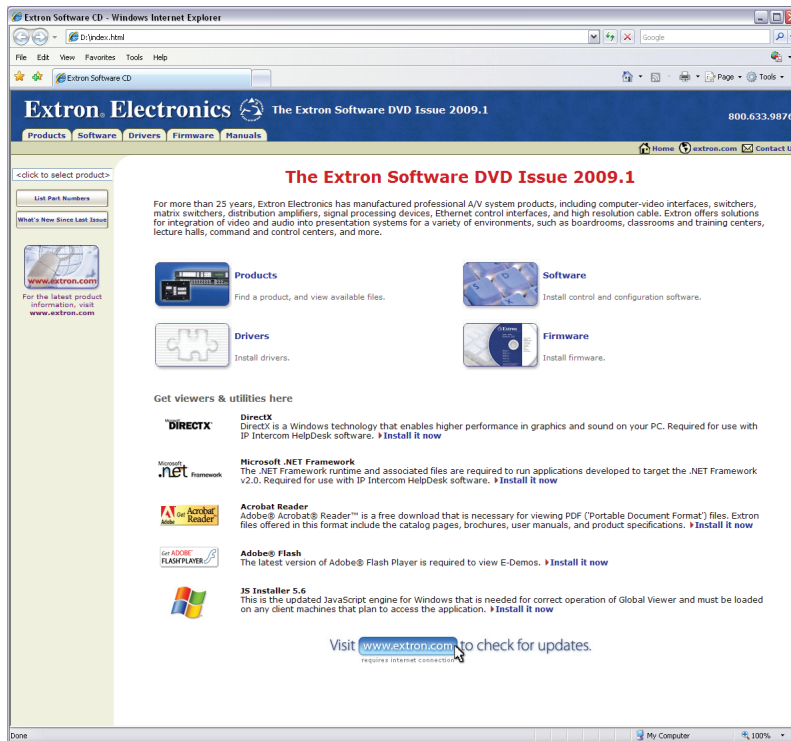 Extron Software CD - Windows Internet Explorer
D:\index.html
Google
File Edit View Favorites Tools Help
Extron Software CD
Page Tools
Extron® Electronics The Extron Software DVD Issue 2009.1
800.633.9876
Products Software Drivers Firmware Manuals
Home extron.com Contact U
<click to select product>
List Part Numbers
What's New Since Last Issue
www.extron.com
For the latest product
information, visit
www.extron.com
The Extron Software DVD Issue 2009.1
For more than 25 years, Extron Electronics has manufactured professional A/V system products, including computer-video interfaces, switchers,
matrix switchers, distribution amplifiers, signal processing devices, Ethernet control interfaces, and high resolution cable. Extron offers solutions
for integration of video and audio into presentation systems for a variety of environments, such as boardrooms, classrooms and training centers,
lecture halls, command and control centers, and more.
Products
Find a product, and view available files.
Software
Install control and configuration software.
Drivers
Install drivers.
Extron
Firmware
Install firmware.
Get viewers & utilities here
Microsoft
DIRECTX
DirectX
DirectX is a Windows technology that enables higher performance in graphics and sound on your PC. Required for use with
IP Intercom HelpDesk software. Install it now
Microsoft
.net Framework
Microsoft .NET Framework
The .NET Framework runtime and associated files are required to run applications developed to target the .NET Framework
v2.0. Required for use with IP Intercom HelpDesk software. Install it now
Adobe
Get Acrobat
Reader
Acrobat Reader
Adobe® Acrobat® Reader™ is a free download that is necessary for viewing PDF ('Portable Document Format') files. Extron
files offered in this format include the catalog pages, brochures, user manuals, and product specifications. Install it now
Get ADOBE
FLASH PLAYER
Adobe® Flash
The latest version of Adobe® Flash Player is required to view E-Demos. Install it now
JS Installer 5.6
This is the updated JavaScript engine for Windows that is needed for correct operation of Global Viewer and must be loaded
on any client machines that plan to access the application. Install it now
Visit www.extron.com to check for updates.
requires internet connection
Done My Computer 100%